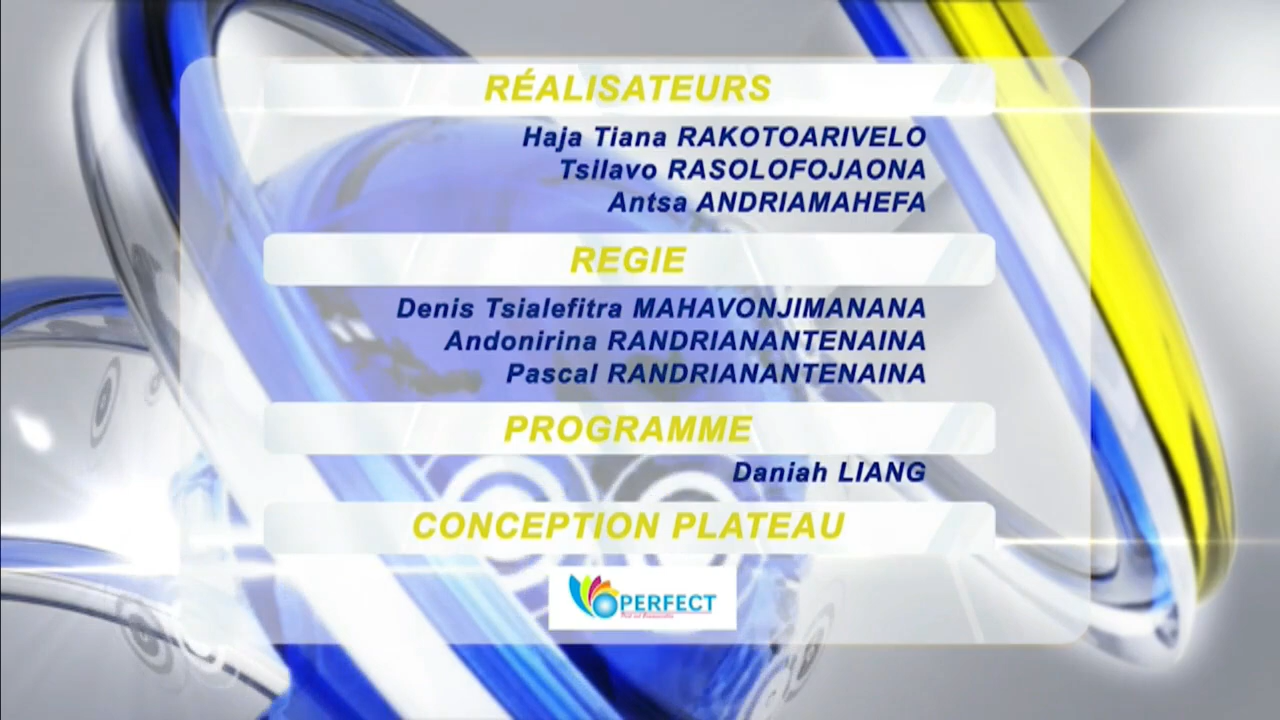 RÉALISATEURS
Haja Tiana RAKOTOARIVELO
Tsilavo RASOLOFOJAONA
Antsa ANDRIAMAHEFA
REGIE
Denis Tsialefitra MAHAVONJIMANANA
Andonirina RANDRIANANTENAINA
Pascal RANDRIANANTENAINA
PROGRAMME
Daniah LIANG
CONCEPTION PLATEAU
PERFECT